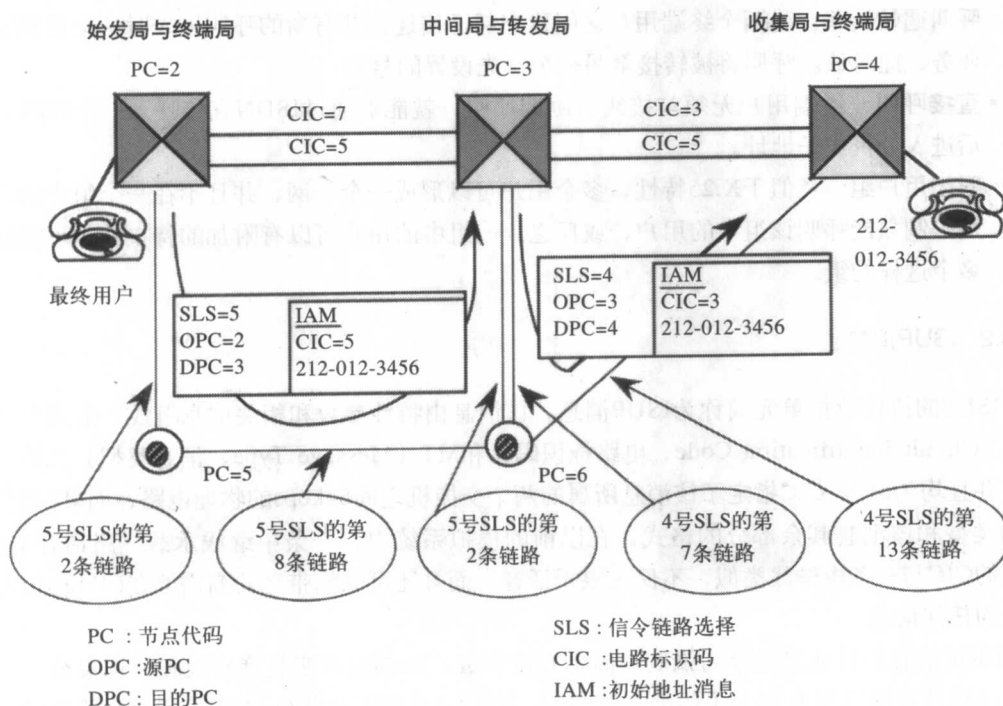 始发局与终端局
中间局与转发局
收集局与终端局
PC=2
PC=3
PC=4
CIC=7
CIC=5
CIC=3
CIC=5
212-
012-3456
最终用户
SLS=5
OPC=2
DPC=3
IAM
CIC=5
212-012-3456
SLS=4
OPC=3
DPC=4
IAM
CIC=3
212-012-3456
PC=5
PC=6
5号SLS的第
2条链路
5号SLS的第
8条链路
5号SLS的第
2条链路
4号SLS的第
7条链路
4号SLS的第
13条链路
PC : 节点代码
OPC : 源PC
DPC : 目的PC
SLS : 信令链路选择
CIC : 电路标识码
IAM : 初始地址消息